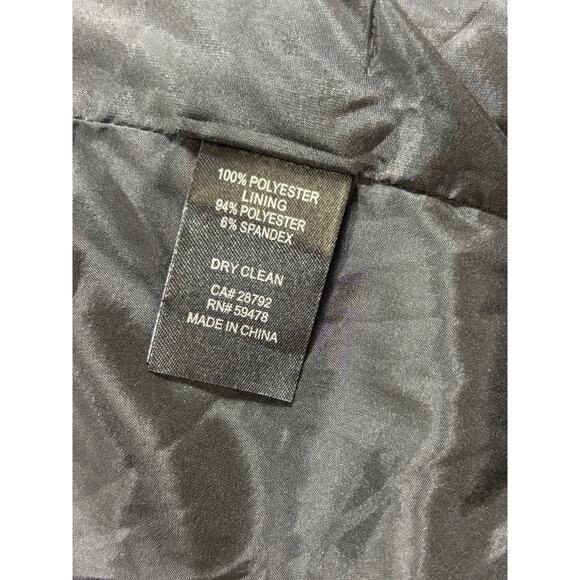 100% POLYESTER
LINING
94% POLYESTER
6% SPANDEX
DRY CLEAN
CA# 28792
RN# 59478
MADE IN CHINA